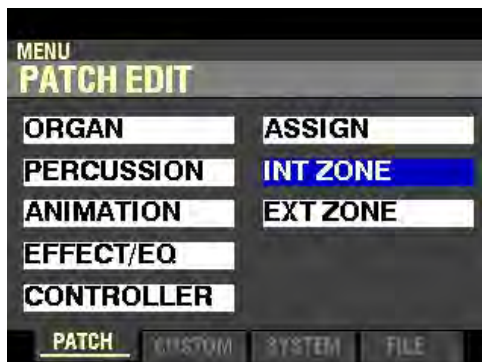 MENU
PATCH EDIT
ORGAN
ASSIGN
PERCUSSION
INT ZONE
ANIMATION
EXT ZONE
EFFECT/EQ
CONTROLLER
PATCH CUSTOM SYSTEM FILE